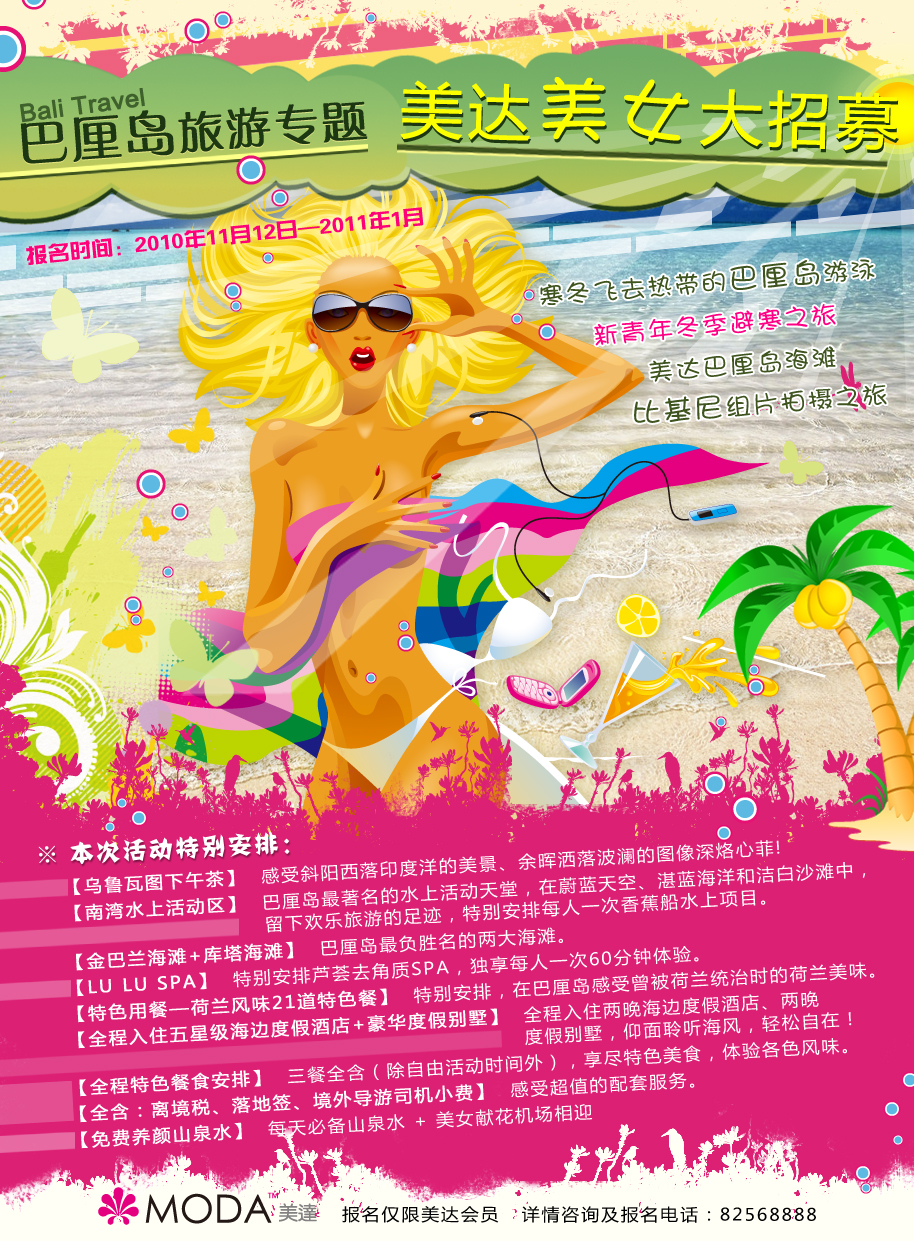 Bali Travel
巴厘岛旅游专题
美达美女大招募
报名时间：2010年11月12日—2011年1月
寒冬飞去热带的巴厘岛游泳
新青年冬季避寒之旅
美达巴厘岛海滩
比基尼组片拍摄之旅
※ 本次活动特别安排：
【乌鲁瓦图下午茶】 感受斜阳西落印度洋的美景、余晖洒落波澜的图像深烙心菲！
【南湾水上活动区】 巴厘岛最著名的水上活动天堂，在蔚蓝天空、湛蓝海洋和洁白沙滩中，
留下欢乐旅游的足迹，特别安排每人一次香蕉船水上项目。
【金巴兰海滩+库塔海滩】 巴厘岛最负胜名的两大海滩。
【LU LU SPA】 特别安排芦荟去角质SPA，独享每人一次60分钟体验。
【特色用餐—荷兰风味21道特色餐】 特别安排，在巴厘岛感受曾被荷兰统治时的荷兰美味。
【全程入住五星级海边度假酒店+豪华度假别墅】 全程入住两晚海边度假酒店、两晚
度假别墅，仰面聆听海风，轻松自在！
【全程特色餐食安排】 三餐全含（除自由活动时间外），享尽特色美食，体验各色风味。
【全含：离境税、落地签、境外导游司机小费】 感受超值的配套服务。
【免费养颜山泉水】 每天必备山泉水 + 美女献花机场相迎
MODA™美達 报名仅限美达会员 详情咨询及报名电话：82568888